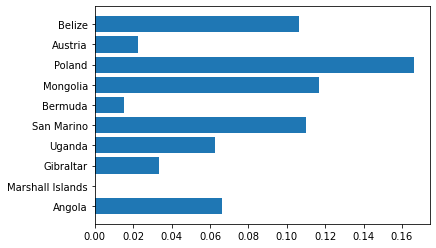 Belize
Austria
Poland
Mongolia
Bermuda
San Marino
Uganda
Gibraltar
Marshall Islands
Angola
0.00 0.02 0.04 0.06 0.08 0.10 0.12 0.14 0.16